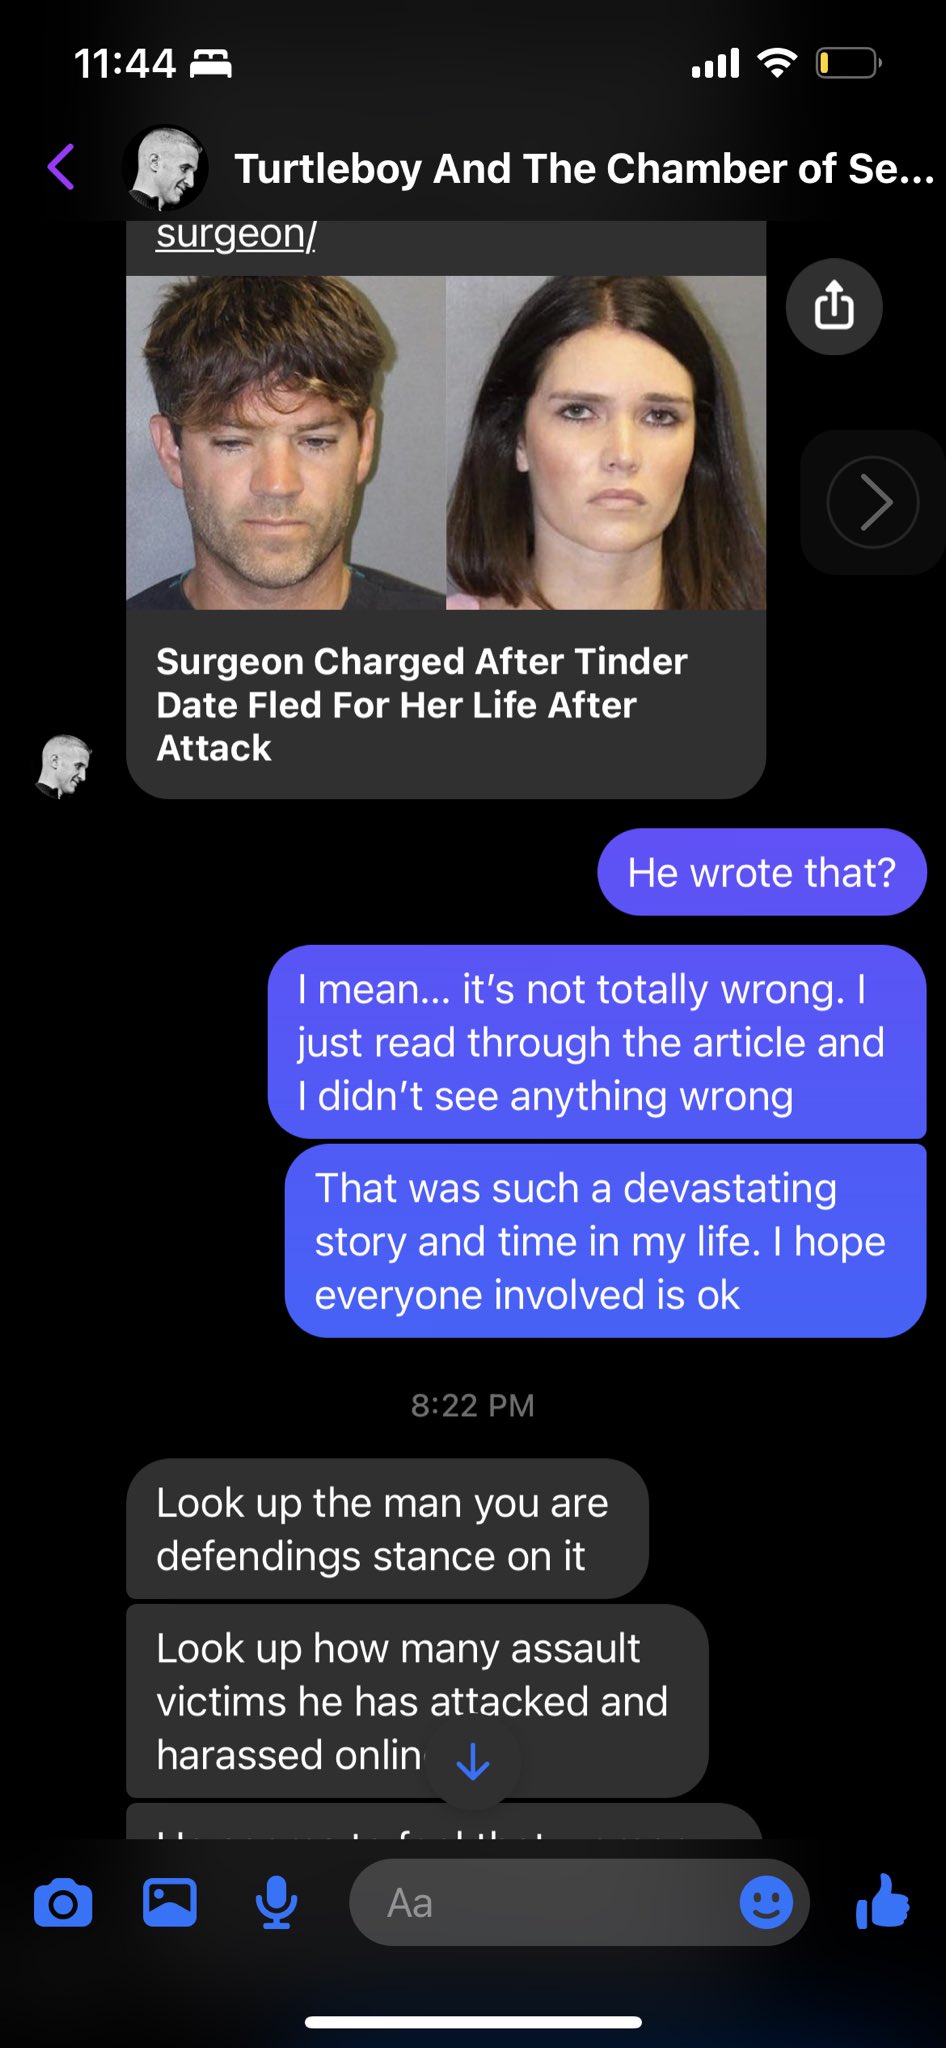 11:44
Turtleboy And The Chamber of Se...
surgeon/
Surgeon Charged After Tinder
Date Fled For Her Life After
Attack
He wrote that?
I mean... it's not totally wrong. I
just read through the article and
I didn't see anything wrong
That was such a devastating
story and time in my life. I hope
everyone involved is ok
8:22 PM
Look up the man you are
defendings stance on it
Look up how many assault
victims he has attacked and
harassed onlin
Aa